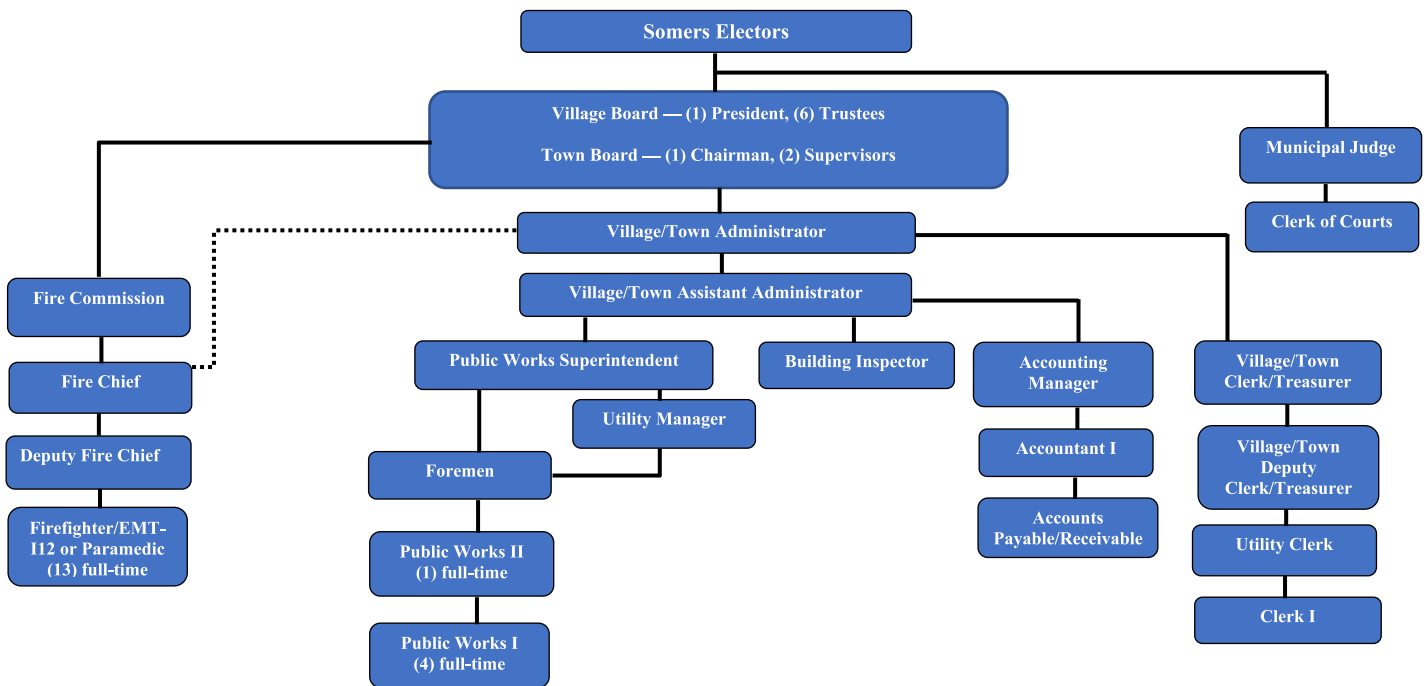 Somers Electors
Village Board — (1) President, (6) Trustees
Town Board — (1) Chairman, (2) Supervisors
Municipal Judge
Clerk of Courts
Village/Town Administrator
Fire Commission
Village/Town Assistant Administrator
Fire Chief
Public Works Superintendent
Building Inspector
Accounting
Manager
Village/Town
Clerk/Treasurer
Utility Manager
Deputy Fire Chief
Foremen
Accountant I
Village/Town
Deputy
Clerk/Treasurer
Firefighter/EMT-
I12 or Paramedic
(13) full-time
Public Works II
(1) full-time
Accounts
Payable/Receivable
Utility Clerk
Public Works I
(4) full-time
Clerk I